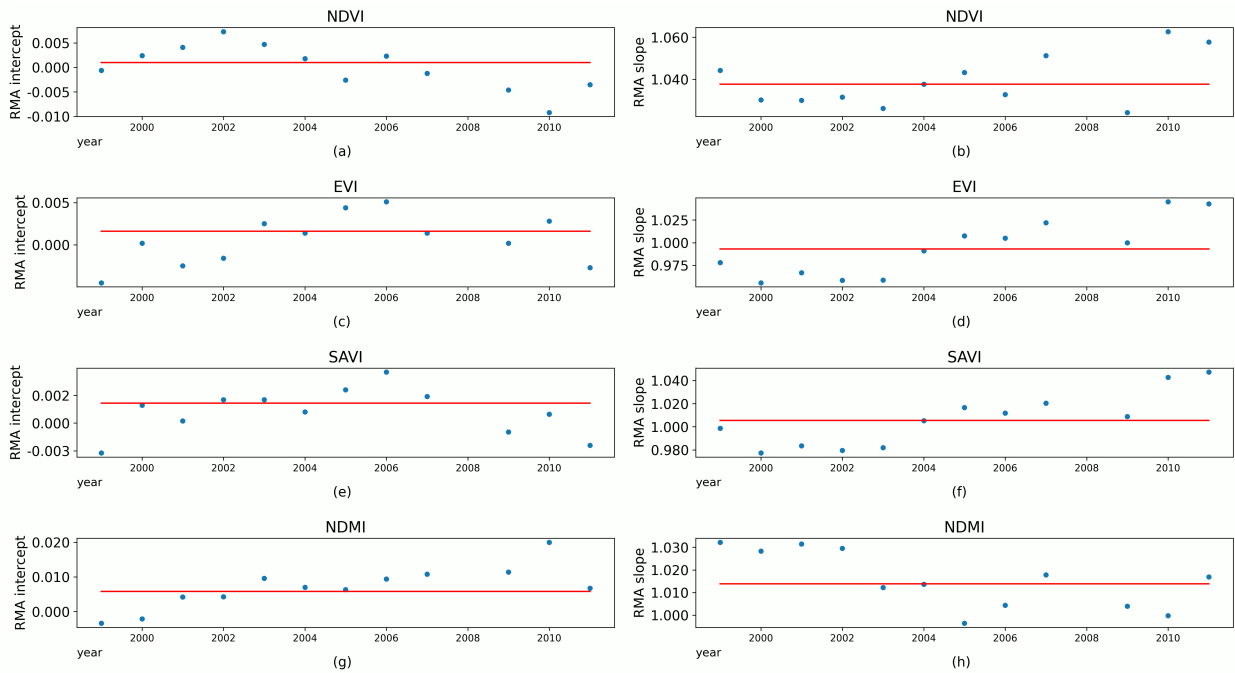 NDVI
RMA intercept
0.005
0.000
-0.005
-0.010
2000 2002 2004 2006 2008 2010
year
(a)
NDVI
RMA slope
1.060
1.040
2000 2002 2004 2006 2008 2010
year
(b)
EVI
RMA intercept
0.005
0.000
2000 2002 2004 2006 2008 2010
year
(c)
EVI
RMA slope
1.025
1.000
0.975
2000 2002 2004 2006 2008 2010
year
(d)
SAVI
RMA intercept
0.002
0.000
-0.003
2000 2002 2004 2006 2008 2010
year
(e)
SAVI
RMA slope
1.040
1.020
1.000
0.980
2000 2002 2004 2006 2008 2010
year
(f)
NDMI
RMA intercept
0.020
0.010
0.000
2000 2002 2004 2006 2008 2010
year
(g)
NDMI
RMA slope
1.030
1.020
1.010
1.000
2000 2002 2004 2006 2008 2010
year
(h)